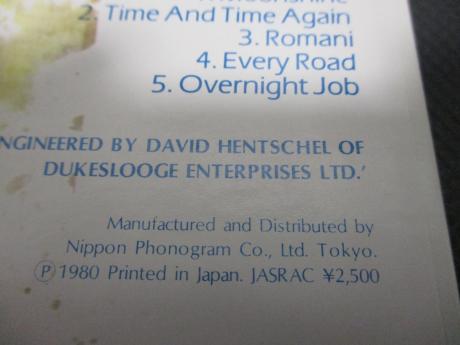 2. Time And Time Again
3. Romani
4. Every Road
5. Overnight Job
NGINEERED BY DAVID HENTSCHEL OF
DUKESLOOGE ENTERPRISES LTD.'
Manufactured and Distributed by
Nippon Phonogram Co., Ltd. Tokyo.
Ⓟ1980 Printed in Japan. JASRAC ¥2,500